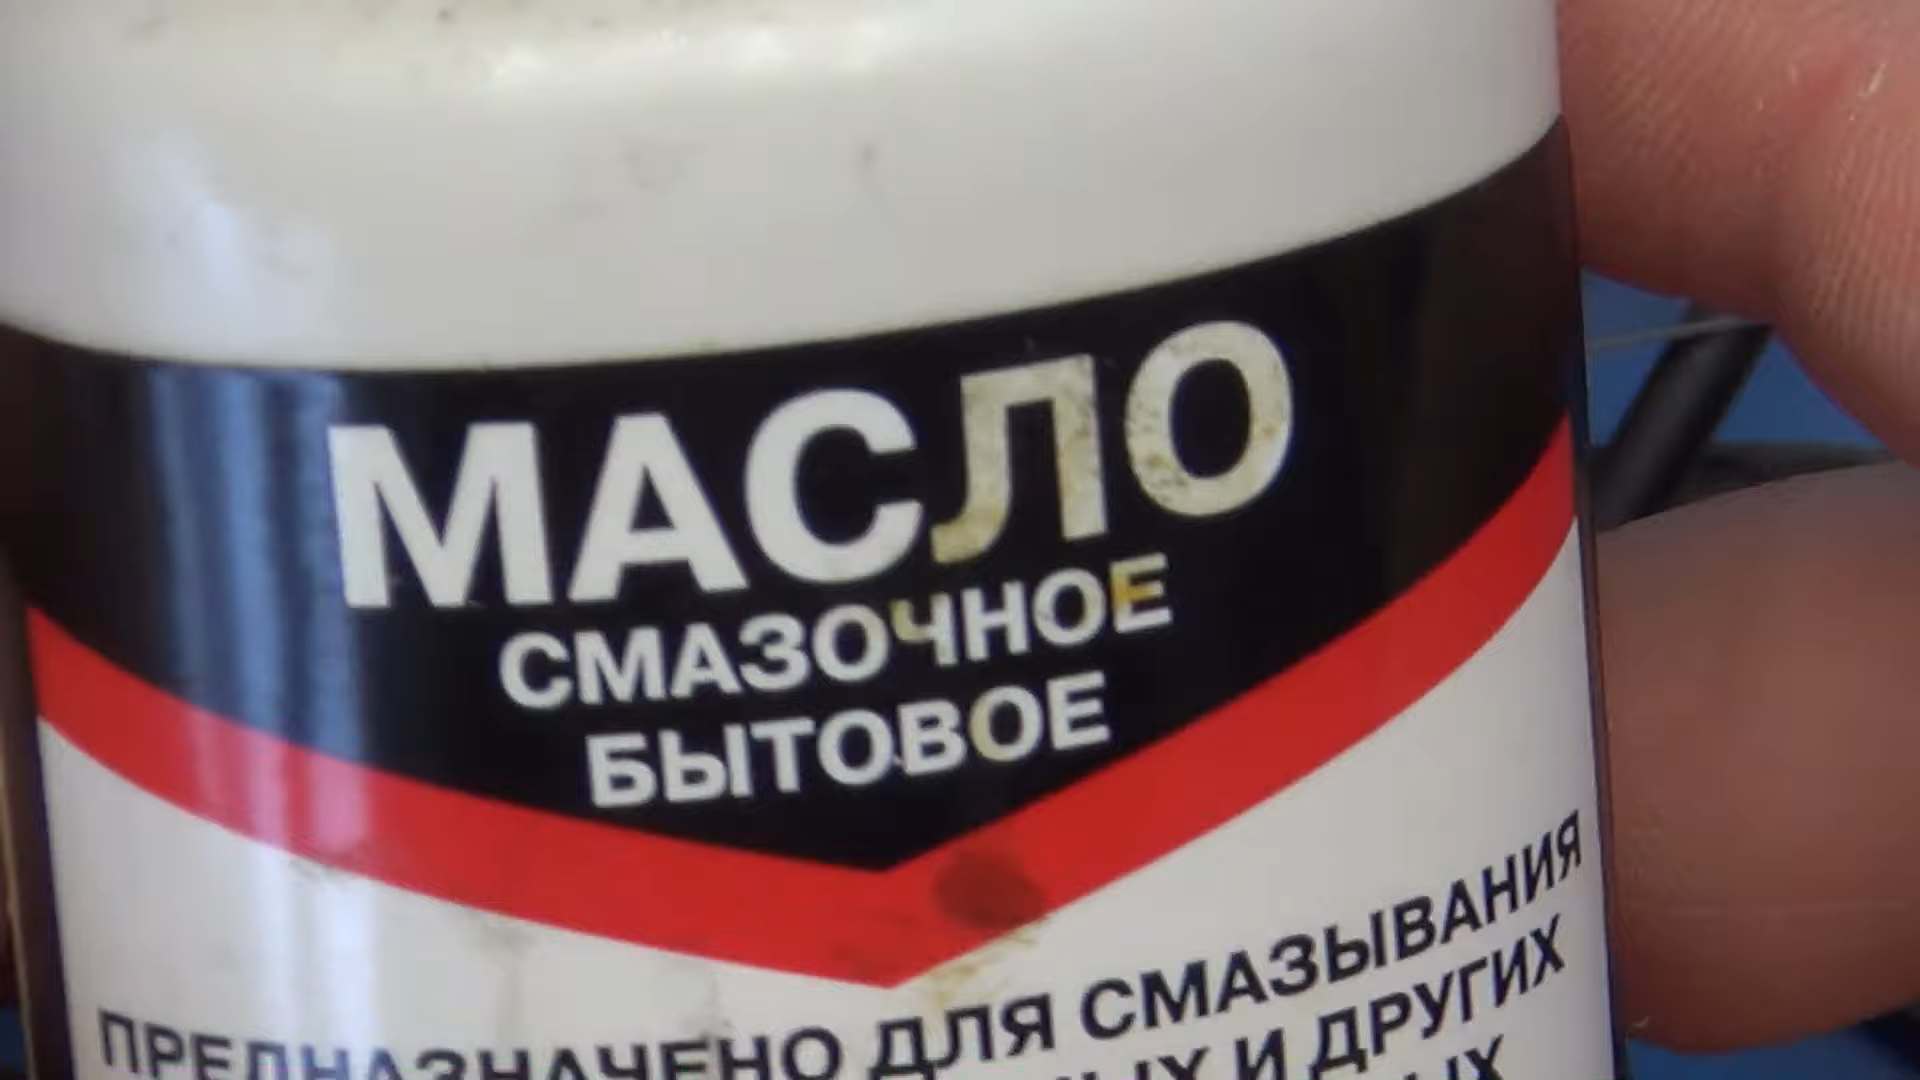 МАСЛО
СМАЗОЧНОЕ
БЫТОВОЕ
ПРЕДНАЗНАЧЕНО ДЛЯ СМАЗЫВАНИЯ
И ДРУГИХ